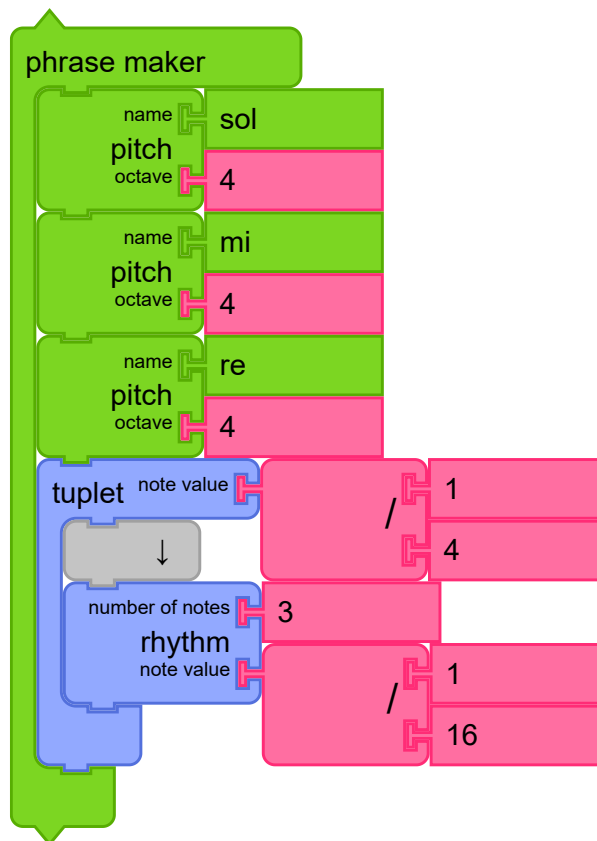 phrase maker
name sol
pitch
octave 4
name mi
pitch
octave 4
name re
pitch
octave 4
tuplet note value / 1
4
↓
number of notes 3
rhythm
note value / 1
16